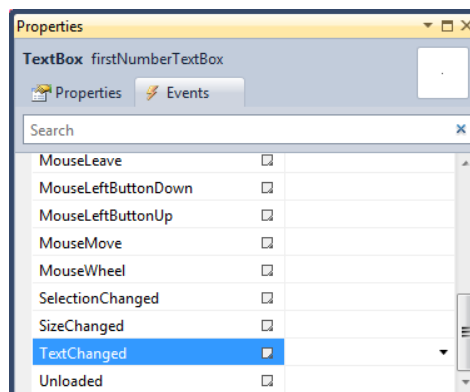 Properties
TextBox firstNumberTextBox
Properties Events
Search
MouseLeave
MouseLeftButtonDown
MouseLeftButtonUp
MouseMove
MouseWheel
SelectionChanged
SizeChanged
TextChanged
Unloaded